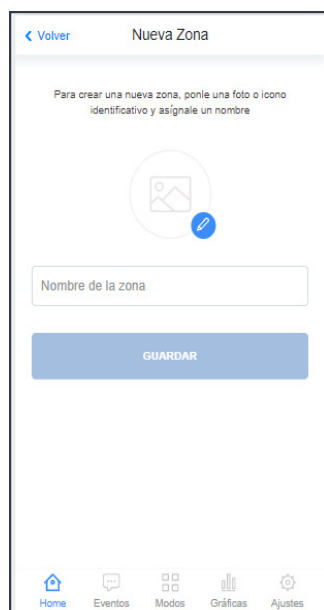 Volver Nueva Zona
Para crear una nueva zona, ponle una foto o icono
identificativo y asígnale un nombre
Nombre de la zona
GUARDAR
Home Eventos Modos Gráficas Ajustes